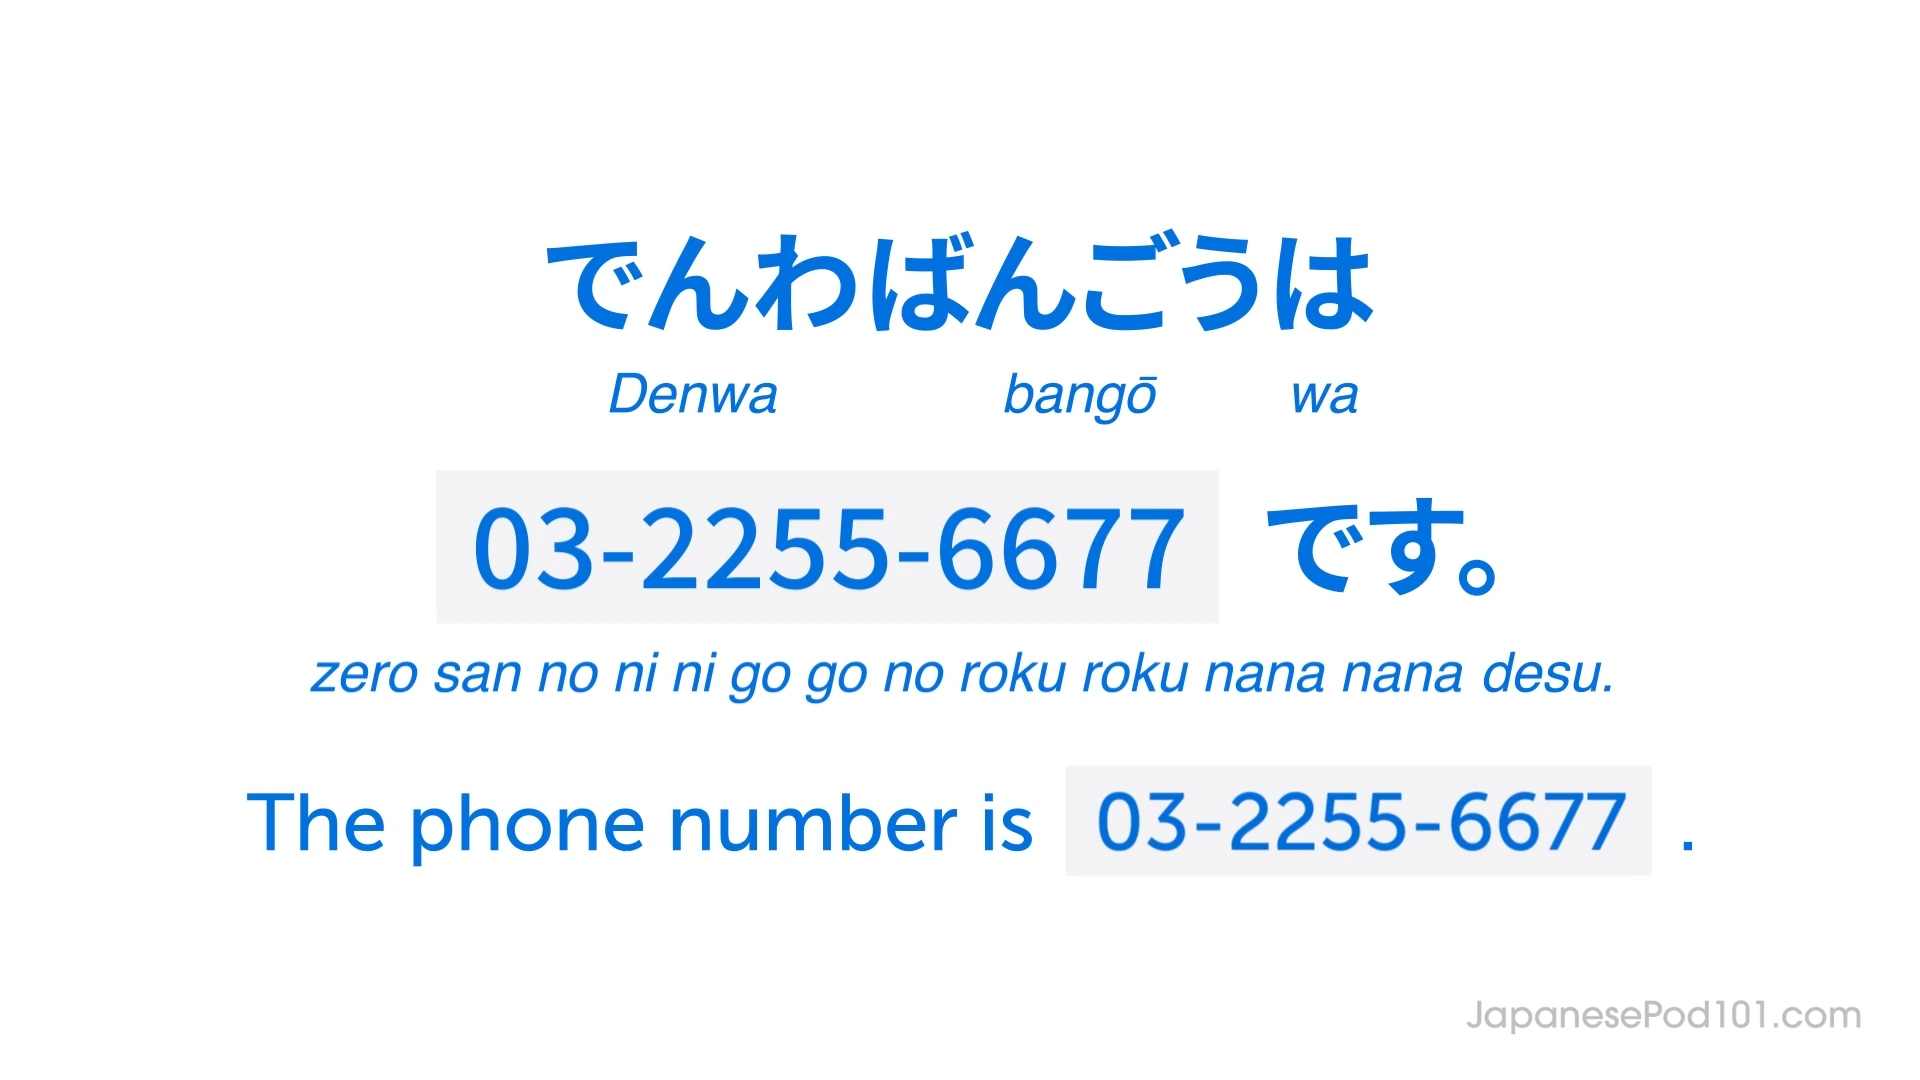 でんわばんごうは
Denwa bangō wa
03-2255-6677 です。
zero san no ni ni go go no roku roku nana nana desu.
The phone number is 03-2255-6677 .
JapanesePod101.com